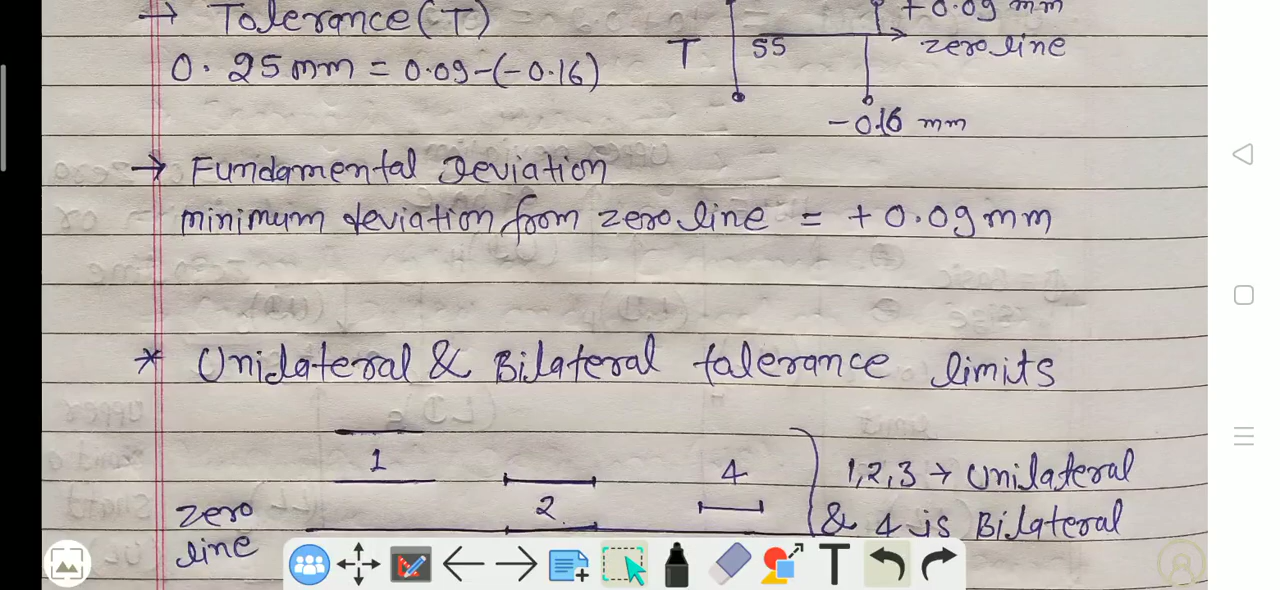 → Tolerance (T)
+0.09 mm
T 55 zero line
0.25 mm = 0.09-(-0.16)
-0.16 mm
→ Fundamental Deviation
minimum deviation from zero line = +0.09 mm
* Unilateral & Bilateral tolerance limits
1 4 1,2,3 → Unilateral
zero 2 & 4 is Bilateral
line
T